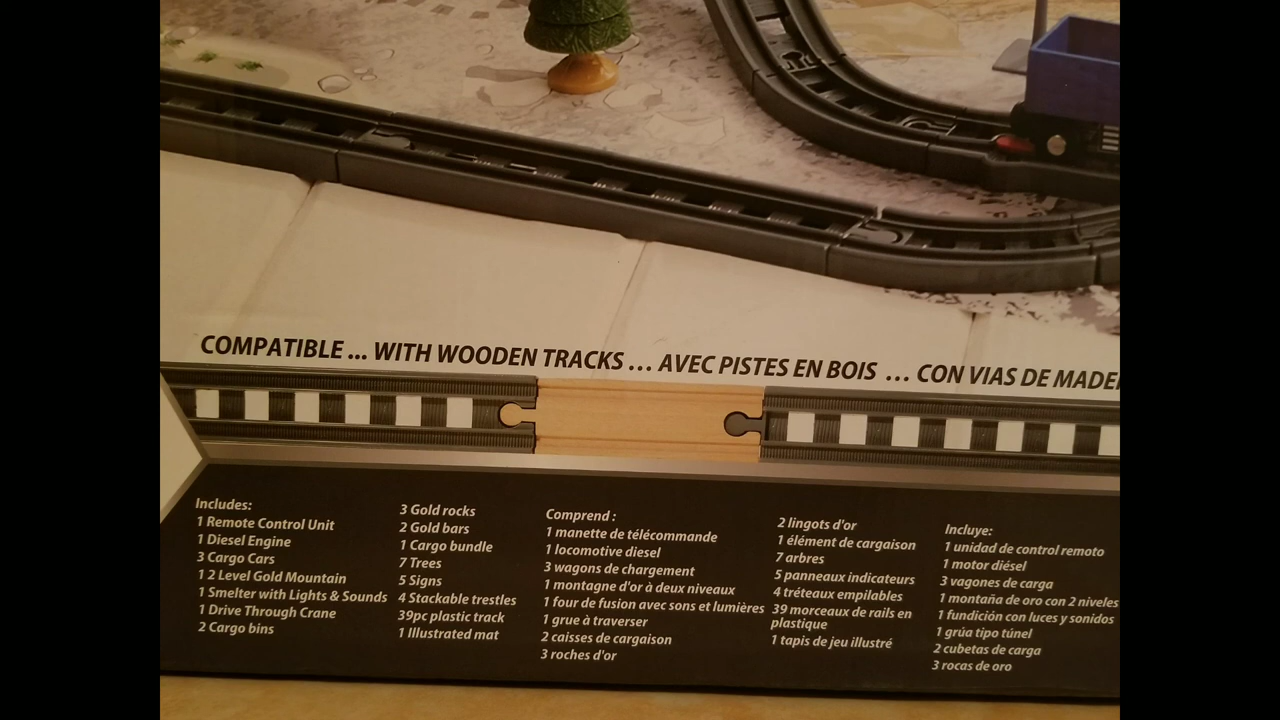 COMPATIBLE ... WITH WOODEN TRACKS ... AVEC PISTES EN BOIS ... CON VIAS DE
Includes:
1 Remote Control Unit
1 Diesel Engine
3 Cargo Cars
1 2 Level Gold Mountain
1 Smelter with Lights & Sounds
1 Drive Through Crane
2 Cargo bins
3 Gold rocks
2 Gold bars
1 Cargo bundle
7 Trees
5 Signs
4 Stackable trestles
39pc plastic track
1 Illustrated mat
Comprend :
1 manette de télécommande
1 locomotive diesel
3 wagons de chargement
1 montagne d'or à deux niveaux
1 four de fusion avec sons et lumières
1 grue à traverser
2 caisses de cargaison
3 roches d'or
2 lingots d'or
1 élément de cargaison
7 arbres
5 panneaux indicateurs
4 tréteaux empilables
39 morceaux de rails en
plastique
1 tapis de jeu illustré
Incluye:
1 unidad de control remoto
1 motor diésel
3 vagones de carga
1 montaña de oro con 2 niveles
1 fundición con luces y sonidos
1 grúa tipo túnel
2 cubetas de carga
3 rocas de oro